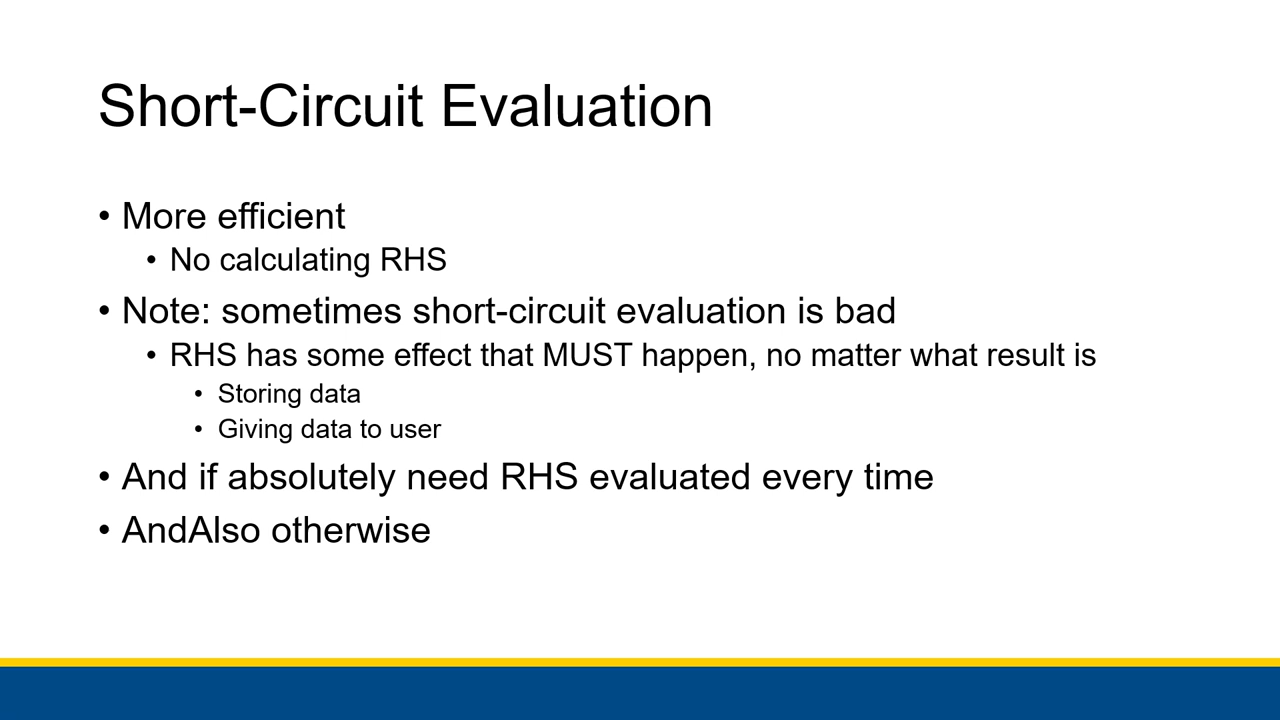 Short-Circuit Evaluation
• More efficient
• No calculating RHS
• Note: sometimes short-circuit evaluation is bad
• RHS has some effect that MUST happen, no matter what result is
• Storing data
• Giving data to user
• And if absolutely need RHS evaluated every time
• AndAlso otherwise